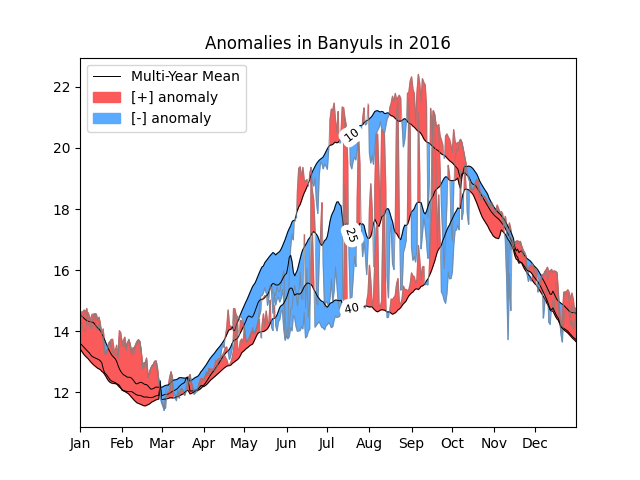 Anomalies in Banyuls in 2016
Multi-Year Mean
[+] anomaly
[-] anomaly
22
20
18
16
14
12
10
25
40
Jan Feb Mar Apr May Jun Jul Aug Sep Oct Nov Dec